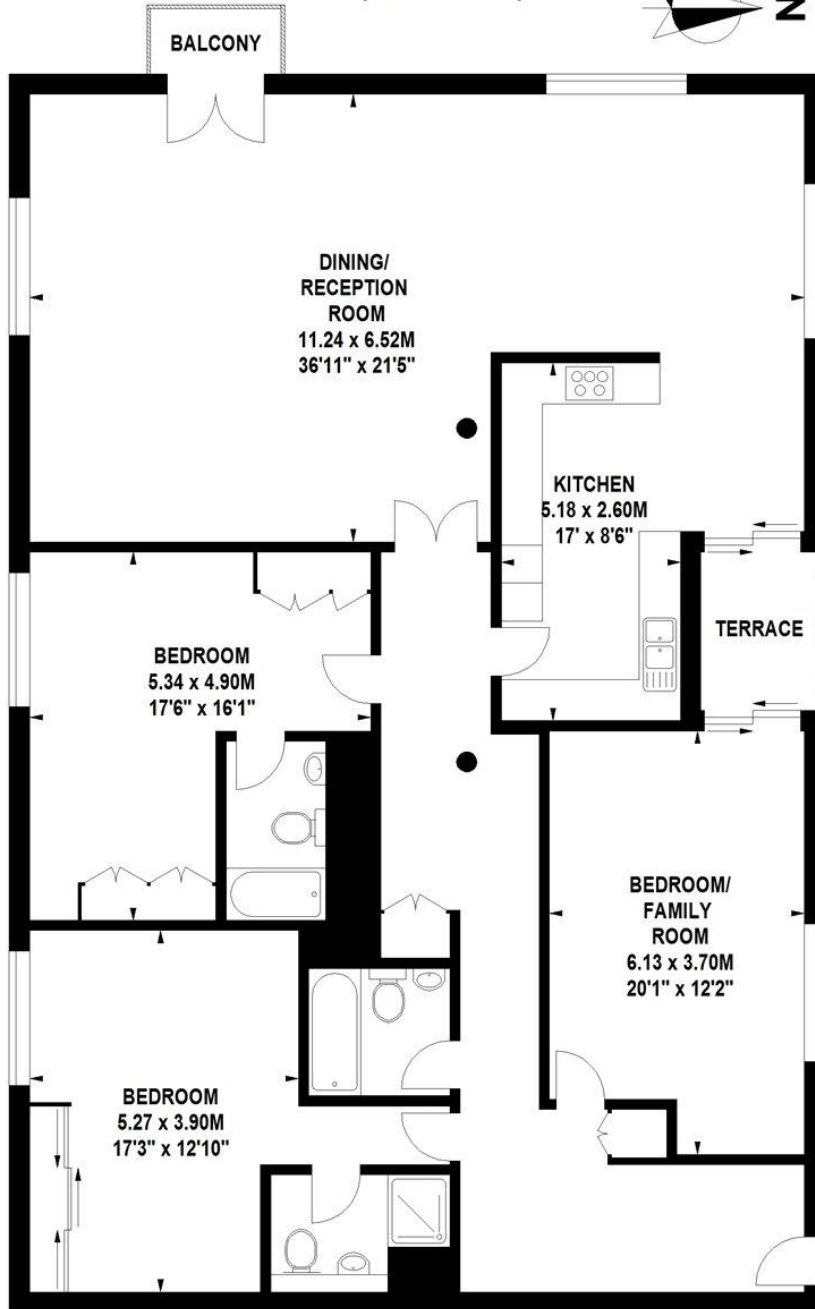 N
BALCONY
DINING/
RECEPTION
ROOM
11.24 x 6.52M
36'11" x 21'5"
KITCHEN
5.18 x 2.60M
17' x 8'6"
TERRACE
BEDROOM
5.34 x 4.90M
17'6" x 16'1"
BEDROOM/
FAMILY
ROOM
6.13 x 3.70M
20'1" x 12'2"
BEDROOM
5.27 x 3.90M
17'3" x 12'10"